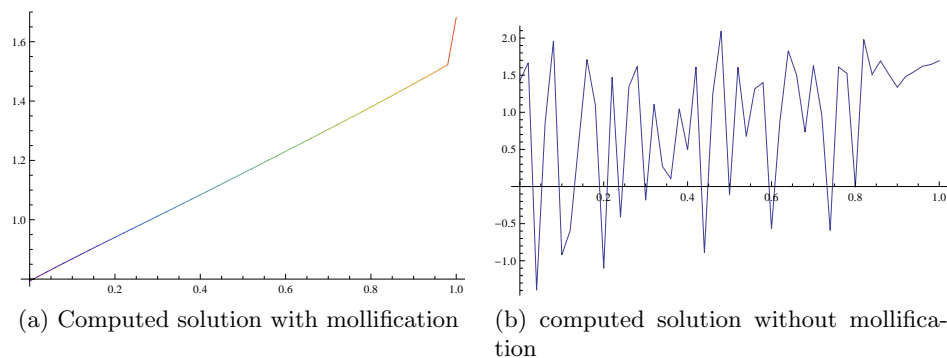 1.6
1.4
1.2
1.0
0.2 0.4 0.6 0.8 1.0
(a) Computed solution with mollification
2.0
1.5
1.0
0.5
-0.5
-1.0
0.2 0.4 0.6 0.8 1.0
(b) computed solution without mollifica-
tion